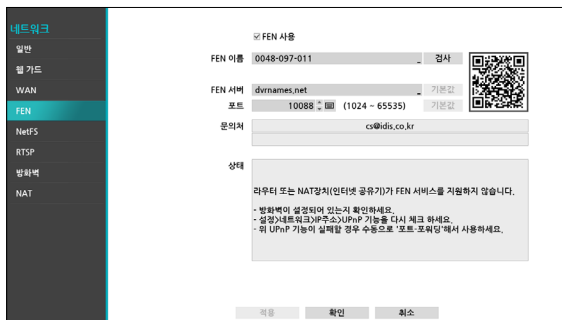 네트워크
일반
웹 가드
WAN
FEN
NetFS
RTSP
방화벽
NAT
FEN 사용
FEN 이름 0048-097-011 검사
FEN 서버 dvrnames,net 기본값
포트 10088 (1024 ~ 65535) 기본값
문의처 cs@idis,co,kr
상태
라우터 또는 NAT장치(인터넷 공유기)가 FEN 서비스를 지원하지 않습니다.
- 방화벽이 설정되어 있는지 확인하세요.
- 설정>네트워크>IP주소>UPnP 기능을 다시 체크 하세요.
- 위 UPnP 기능이 실패할 경우 수동으로 '포트-포워딩'해서 사용하세요.
적용 확인 취소